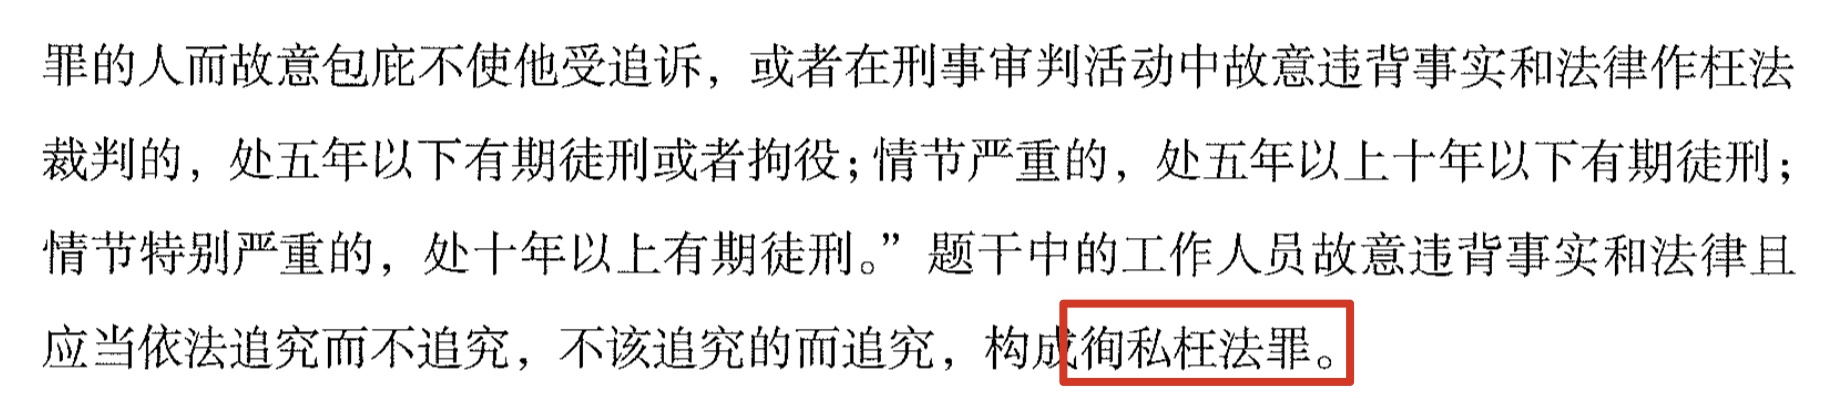 罪的人而故意包庇不使他受追诉，或者在刑事审判活动中故意违背事实和法律作枉法
裁判的，处五年以下有期徒刑或者拘役；情节严重的，处五年以上十年以下有期徒刑；
情节特别严重的，处十年以上有期徒刑。”题干中的工作人员故意违背事实和法律且
应当依法追究而不追究，不该追究的而追究，构成徇私枉法罪。